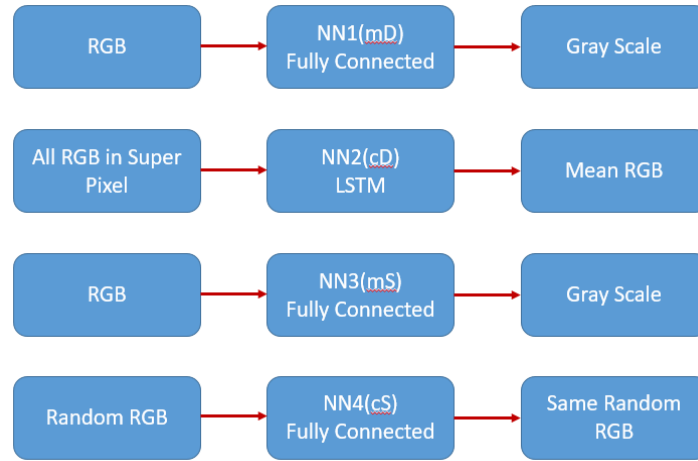 RGB
NN1(mD)
Fully Connected
Gray Scale
All RGB in Super
Pixel
NN2(cD)
LSTM
Mean RGB
RGB
NN3(mS)
Fully Connected
Gray Scale
Random RGB
NN4(cS)
Fully Connected
Same Random
RGB